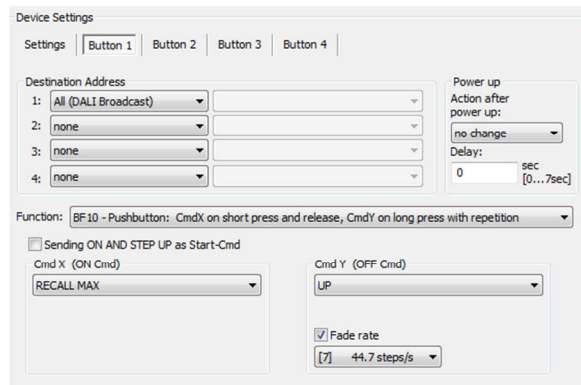 Device Settings
Settings Button 1 Button 2 Button 3 Button 4
Destination Address
1: All (DALI Broadcast)
2: none
3: none
4: none
Power up
Action after
power up:
no change
Delay:
0 sec
[0...7sec]
Function: BF10 - Pushbutton: CmdX on short press and release, CmdY on long press with repetition
Sending ON AND STEP UP as Start-Cmd
Cmd X (ON Cmd)
RECALL MAX
Cmd Y (OFF Cmd)
UP
Fade rate
[7] 44.7 steps/s